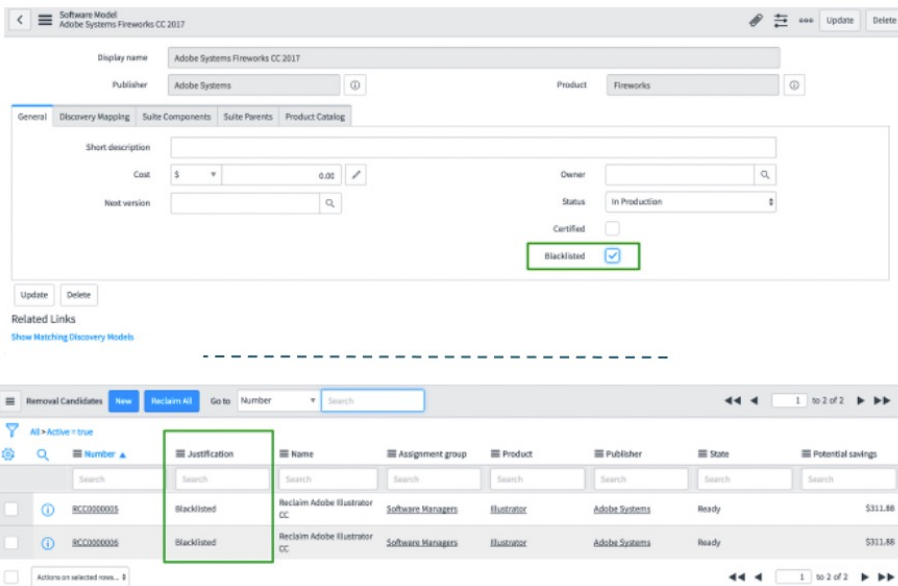 Software Model
Adobe Systems Fireworks CC 2017
Update
Delete
Display name
Adobe Systems Fireworks CC 2017
Publisher
Adobe Systems
Product
Fireworks
General
Discovery Mapping
Suite Components
Suite Parents
Product Catalog
Short description
Cost
$
0.00
Owner
Next version
Status
In Production
Certified
Blacklisted
Update
Delete
Related Links
Show Matching Discovery Models
Removal Candidates
New
Reclaim All
Go to
Number
Search
1 to 2 of 2
All > Active = true
Number
Justification
Name
Assignment group
Product
Publisher
State
Potential savings
Search
Search
Search
Search
Search
Search
Search
Search
RCC0000005
Blacklisted
Reclaim Adobe Illustrator
CC
Software Managers
Illustrator
Adobe Systems
Ready
$311.88
RCC0000006
Blacklisted
Reclaim Adobe Illustrator
CC
Software Managers
Illustrator
Adobe Systems
Ready
$311.88
Actions on selected rows...
1 to 2 of 2